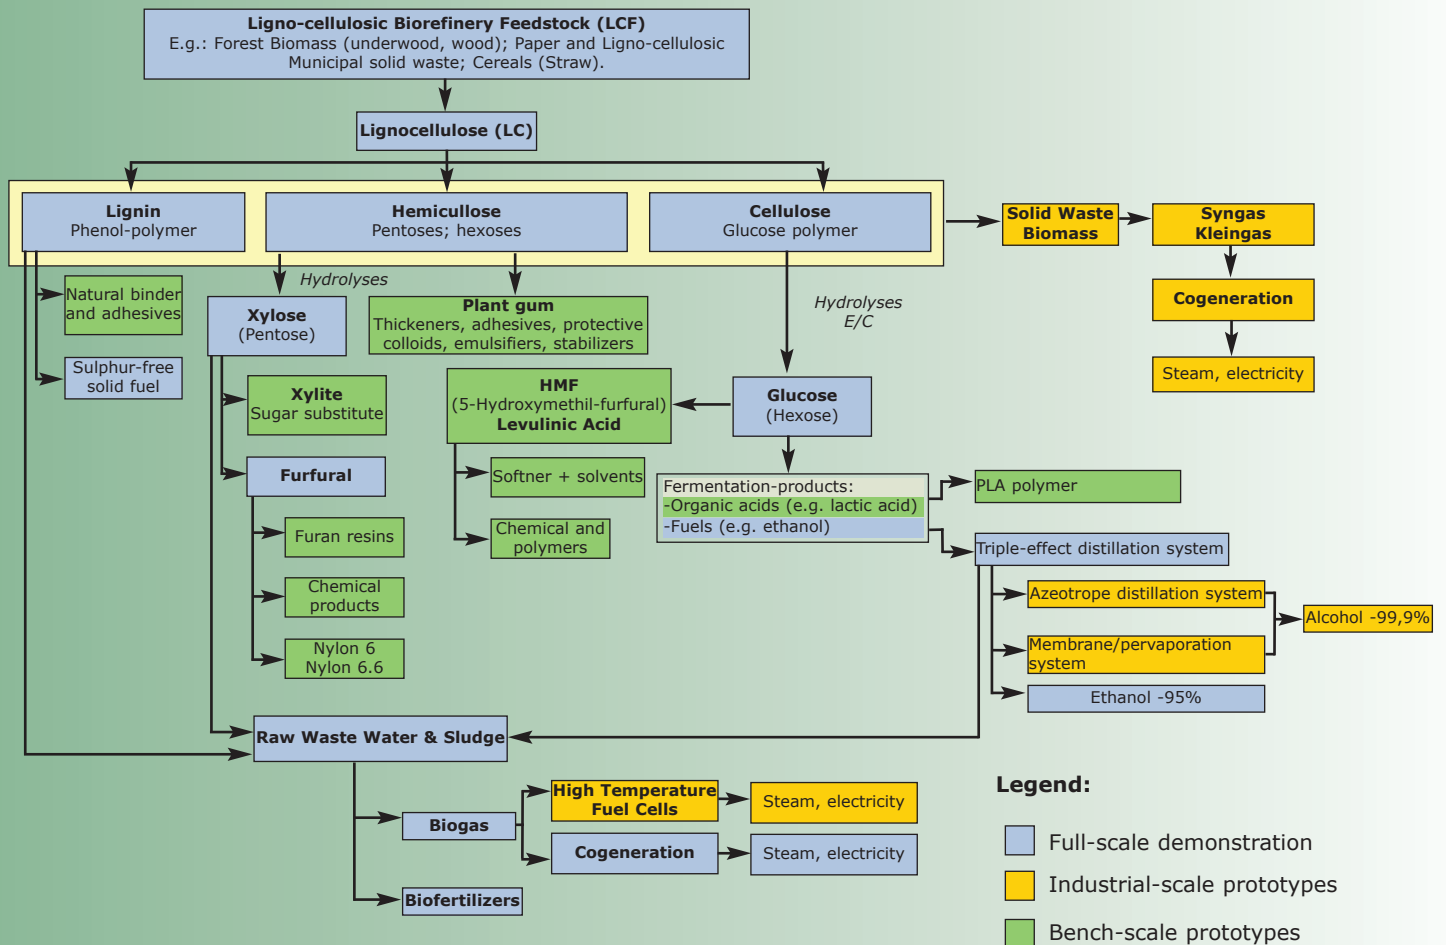 Ligno-cellulosic Biorefinery Feedstock (LCF)
E.g.: Forest Biomass (underwood, wood); Paper and Ligno-cellulosic
Municipal solid waste; Cereals (Straw).
Lignocellulose (LC)
Lignin
Phenol-polymer
Hemicullose
Pentoses; hexoses
Cellulose
Glucose polymer
Solid Waste
Biomass
Syngas
Kleingas
Cogeneration
Steam, electricity
Natural binder
and adhesives
Sulphur-free
solid fuel
Hydrolyses
Xylose
(Pentose)
Plant gum
Thickeners, adhesives, protective
colloids, emulsifiers, stabilizers
Hydrolyses
E/C
Xylite
Sugar substitute
HMF
(5-Hydroxymethil-furfural)
Levulinic Acid
Glucose
(Hexose)
Furfural
Softner + solvents
Chemical and
polymers
Fermentation-products:
-Organic acids (e.g. lactic acid)
-Fuels (e.g. ethanol)
PLA polymer
Triple-effect distillation system
Furan resins
Chemical
products
Nylon 6
Nylon 6.6
Azeotrope distillation system
Membrane/pervaporation
system
Ethanol -95%
Alcohol -99,9%
Raw Waste Water & Sludge
Biogas
High Temperature
Fuel Cells
Steam, electricity
Cogeneration
Steam, electricity
Biofertilizers
Legend:
Full-scale demonstration
Industrial-scale prototypes
Bench-scale prototypes